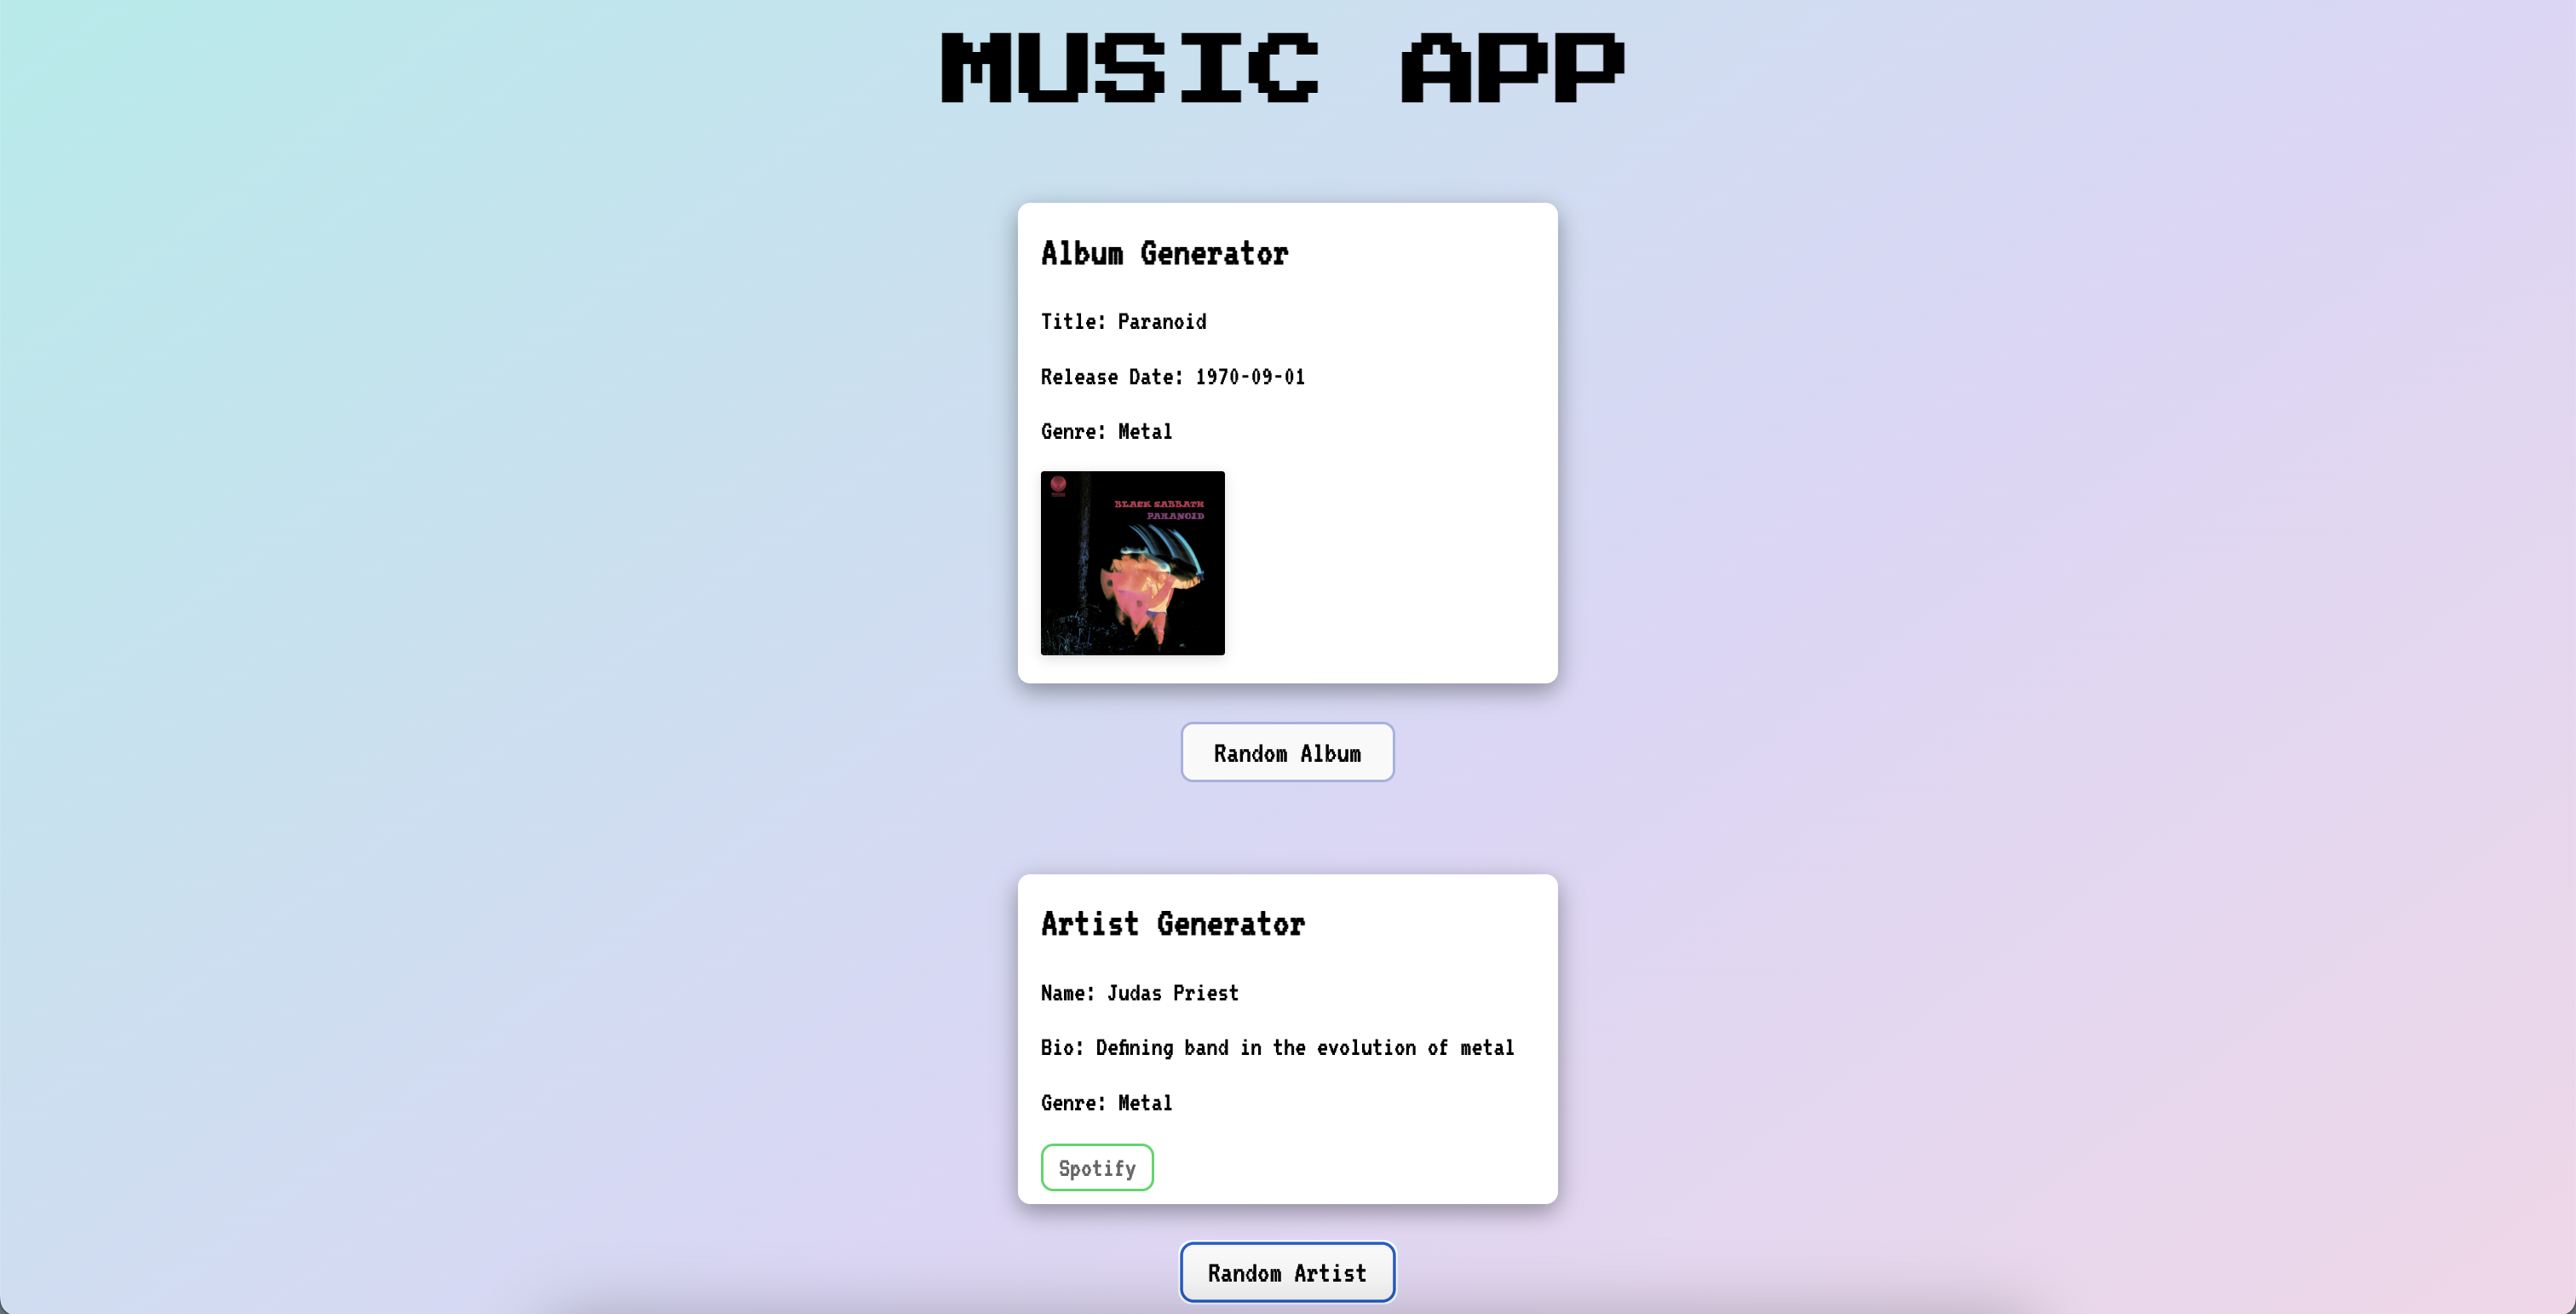 MUSIC APP
Album Generator
Title: Paranoid
Release Date: 1970-09-01
Genre: Metal
BLACK SABBATH
PARANOID
Random Album
Artist Generator
Name: Judas Priest
Bio: Defining band in the evolution of metal
Genre: Metal
Spotify
Random Artist